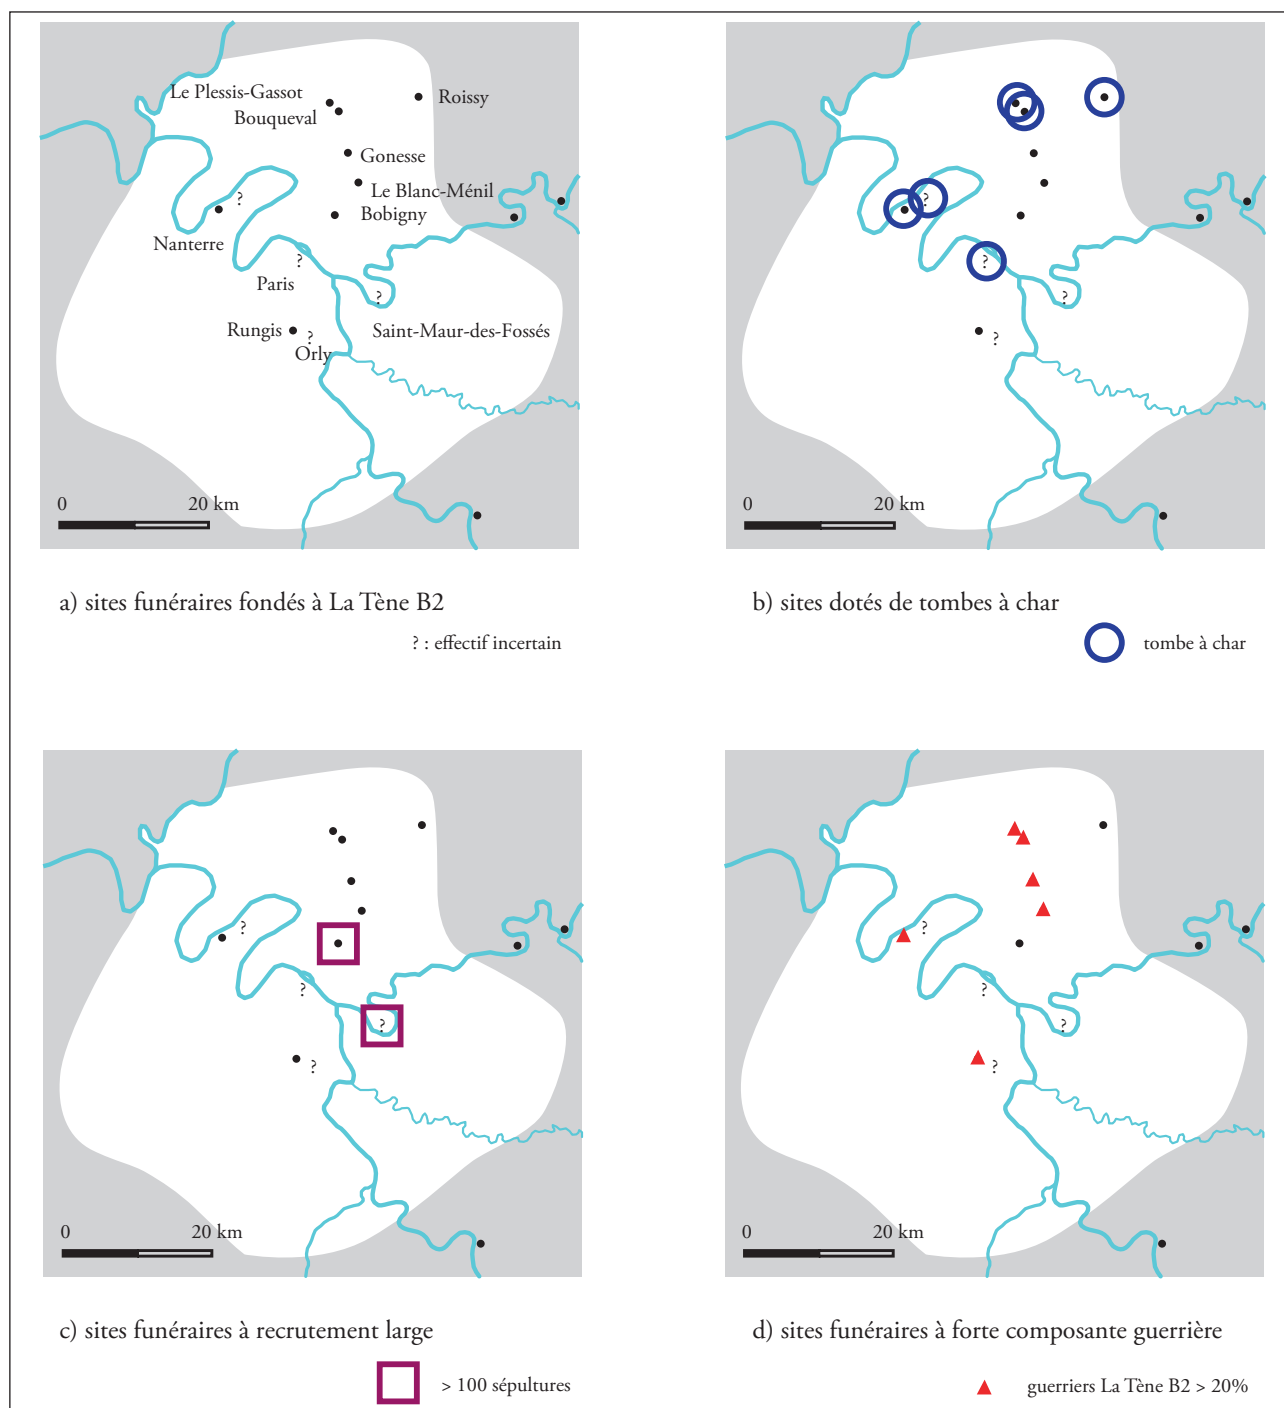 Le Plessis-Gassot
Roissy
Bouqueval
Gonesse
Le Blanc-Ménil
?
Bobigny
Nanterre
?
Paris
?
Rungis
?
Saint-Maur-des-Fossés
Orly
0 20 km
a) sites funéraires fondés à La Tène B2
? : effectif incertain
?
?
?
?
0 20 km
b) sites dotés de tombes à char
tombe à char
?
?
?
?
0 20 km
c) sites funéraires à recrutement large
> 100 sépultures
?
?
?
?
0 20 km
d) sites funéraires à forte composante guerrière
guerriers La Tène B2 > 20%